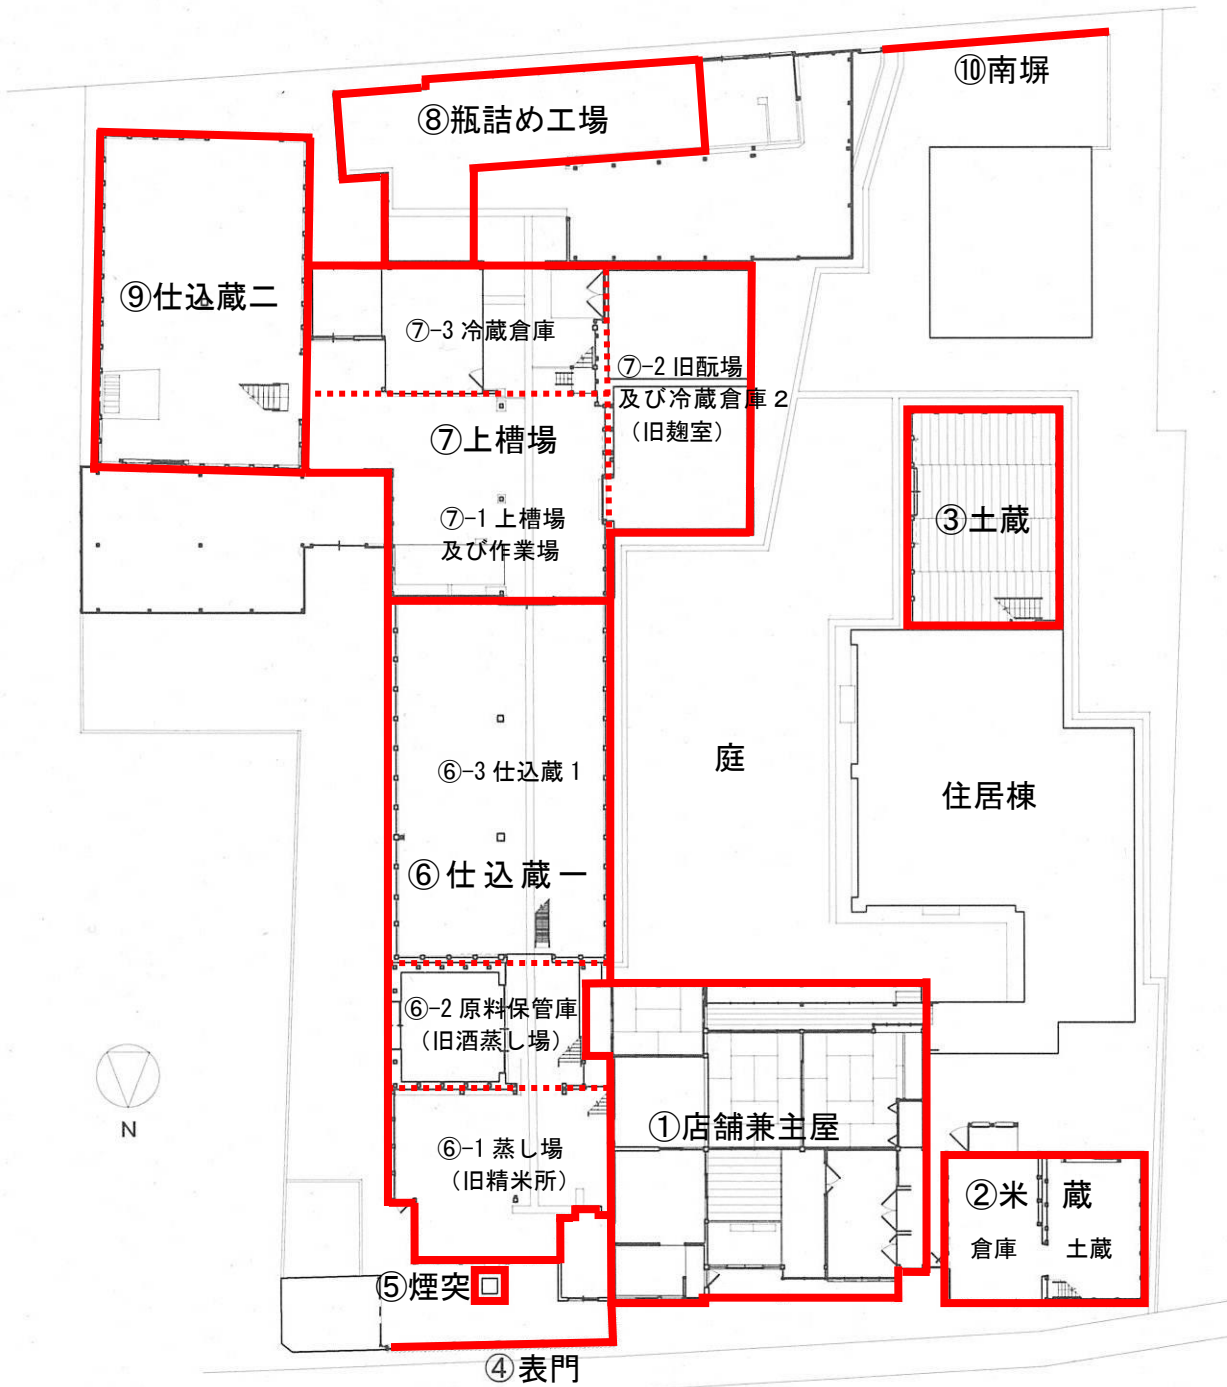 ⑩南塀
⑧瓶詰め工場
⑨仕込蔵二
⑦-3 冷蔵倉庫
⑦-2 旧酛場
及び冷蔵倉庫２
（旧麹室）
⑦上槽場
⑦-1 上槽場
及び作業場
③土蔵
⑥-3 仕込蔵１
庭
住居棟
⑥仕込蔵一
⑥-2 原料保管庫
（旧酒蒸し場）
N
①店舗兼主屋
⑥-1 蒸し場
（旧精米所）
②米　蔵
倉庫
土蔵
⑤煙突
④表門